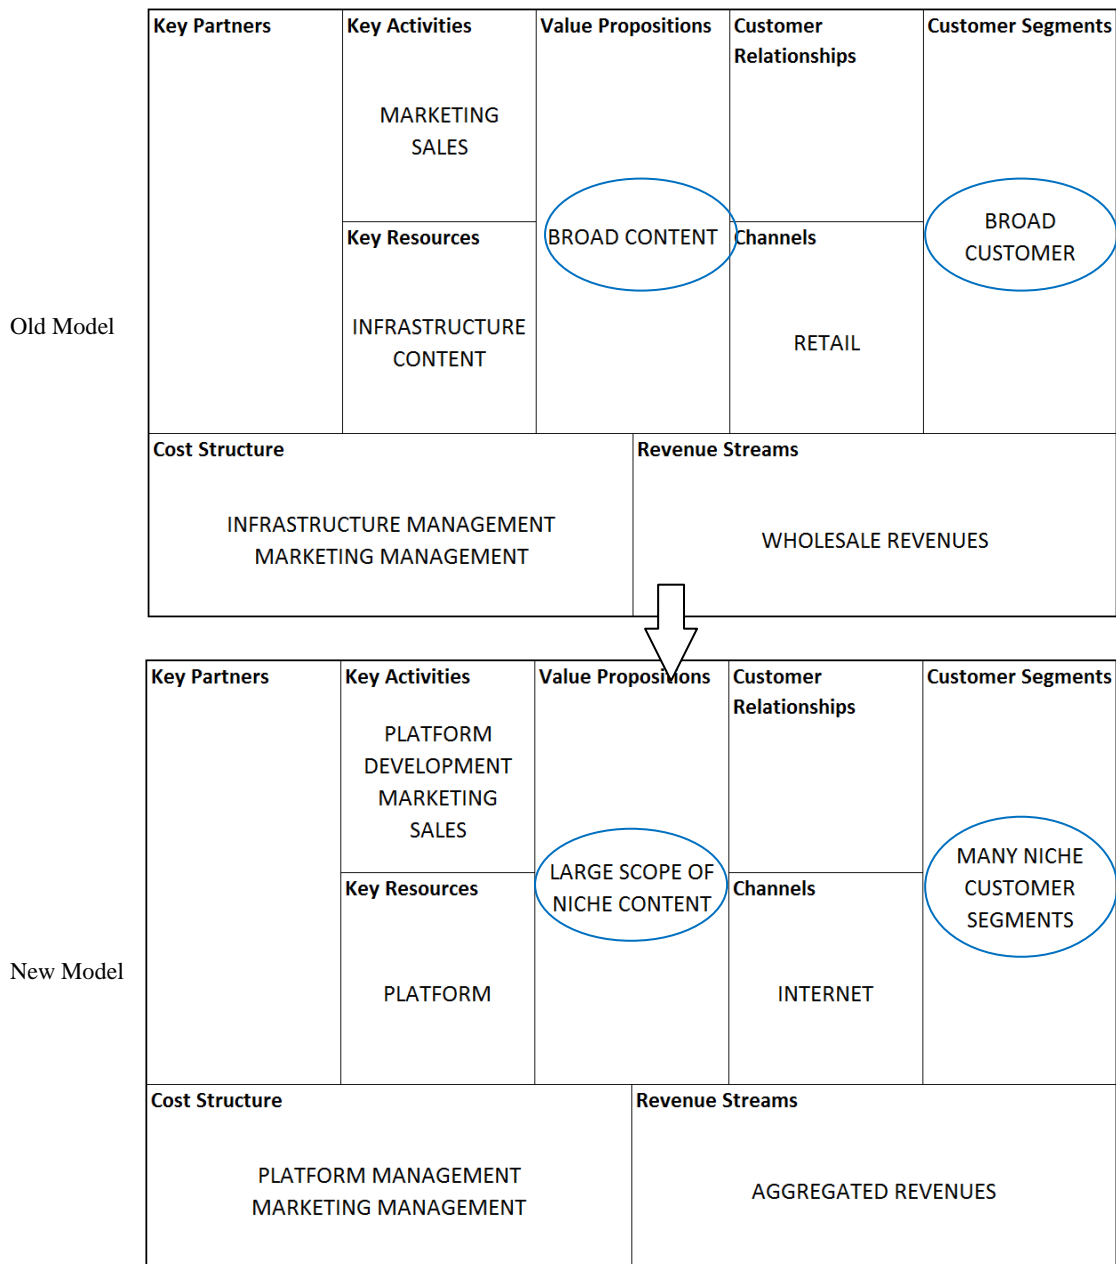 Old Model
Key Partners
Key Activities
MARKETING
SALES
Key Resources
INFRASTRUCTURE
CONTENT
Value Propositions
BROAD CONTENT
Customer
Relationships
Channels
RETAIL
Customer Segments
BROAD
CUSTOMER
Cost Structure
INFRASTRUCTURE MANAGEMENT
MARKETING MANAGEMENT
Revenue Streams
WHOLESALE REVENUES
New Model
Key Partners
Key Activities
PLATFORM
DEVELOPMENT
MARKETING
SALES
Key Resources
PLATFORM
Value Propositions
LARGE SCOPE OF
NICHE CONTENT
Customer
Relationships
Channels
INTERNET
Customer Segments
MANY NICHE
CUSTOMER
SEGMENTS
Cost Structure
PLATFORM MANAGEMENT
MARKETING MANAGEMENT
Revenue Streams
AGGREGATED REVENUES